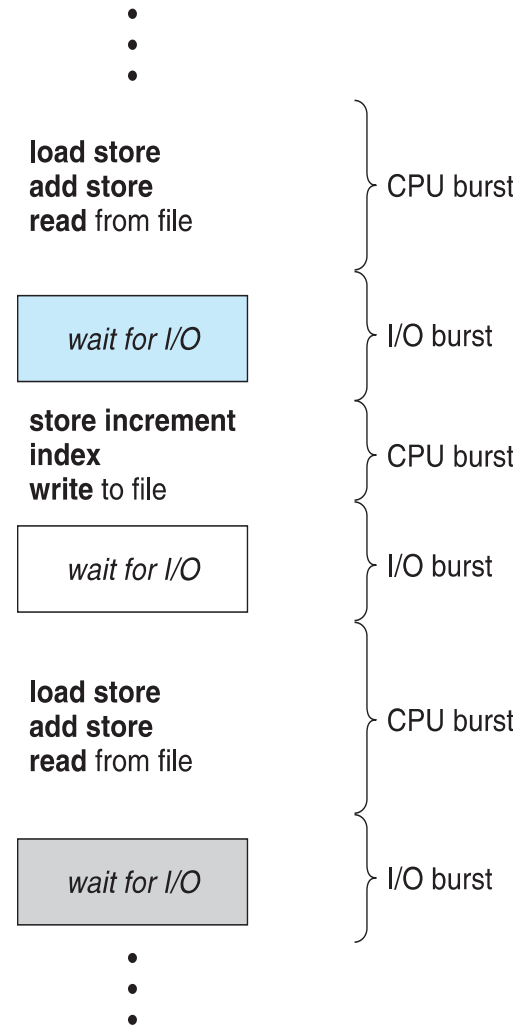 load store
add store
read from file
CPU burst
wait for I/O
I/O burst
store increment
index
write to file
CPU burst
wait for I/O
I/O burst
load store
add store
read from file
CPU burst
wait for I/O
I/O burst